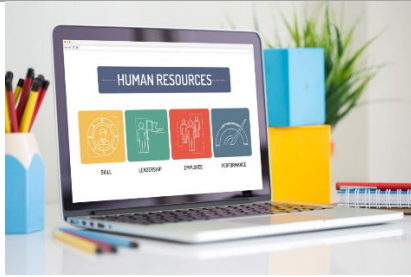 HUMAN RESOURCES
SKILL
LEADERSHIP
EMPLOYEE
PERFORMANCE